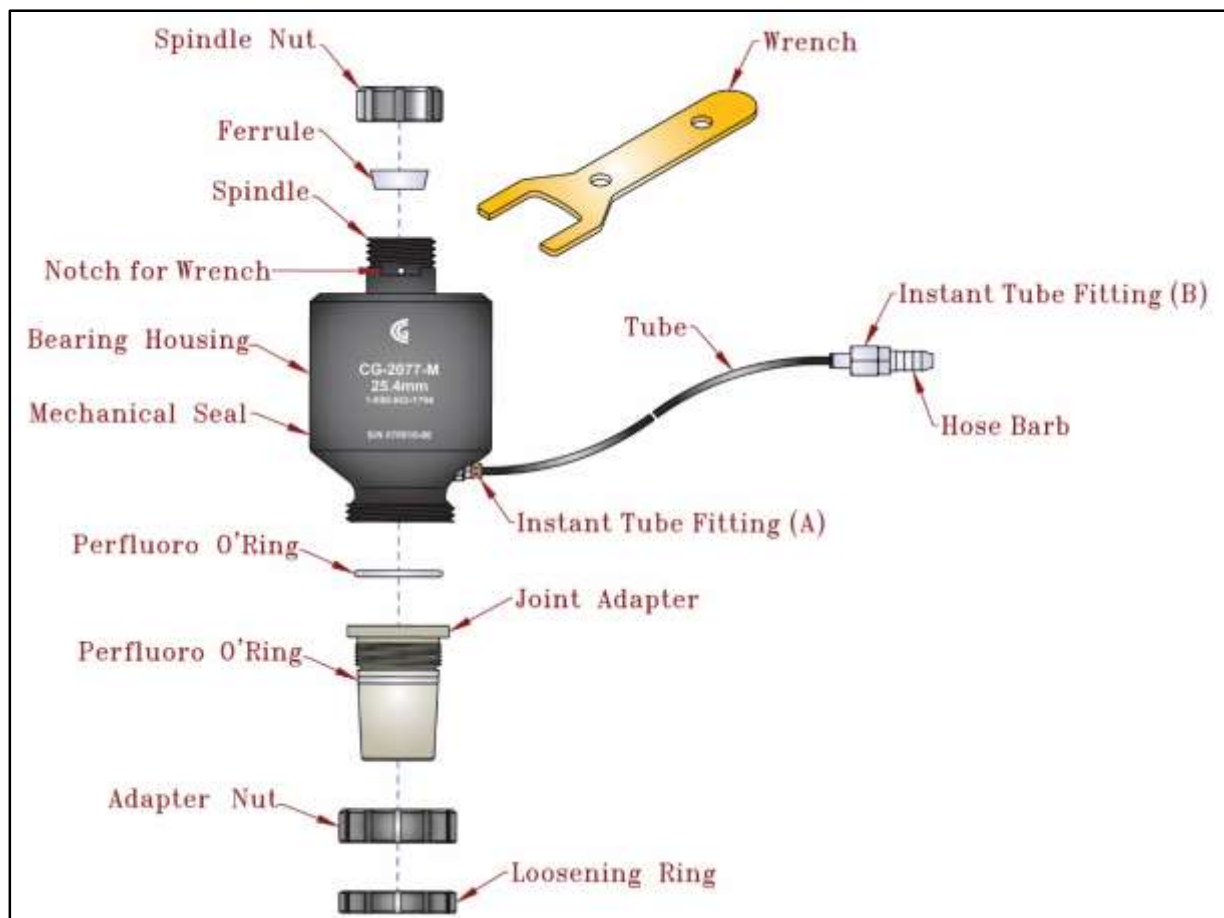 Spindle Nut
Wrench
Ferrule
Spindle
Notch for Wrench
Instant Tube Fitting (B)
Tube
Bearing Housing
CG-2077-M
25.4mm
Mechanical Seal
Hose Barb
Instant Tube Fitting (A)
Perfluoro O'Ring
Joint Adapter
Perfluoro O'Ring
Adapter Nut
Loosening Ring